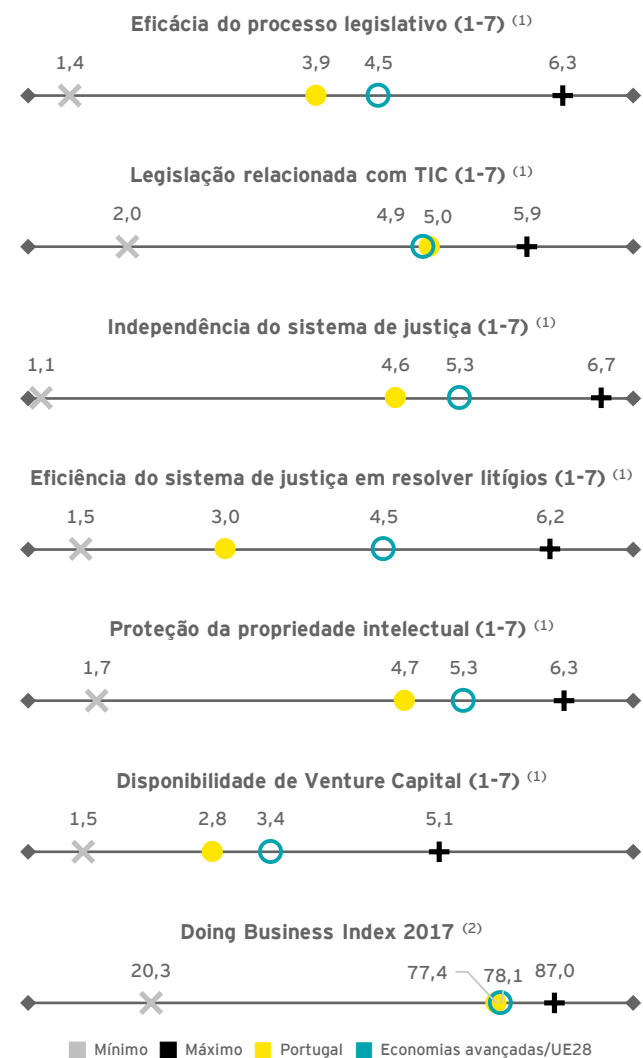 Eficácia do processo legislativo (1-7) (1)
1,4 3,9 4,5 6,3
Legislação relacionada com TIC (1-7) (1)
2,0 4,9 5,0 5,9
Independência do sistema de justiça (1-7) (1)
1,1 4,6 5,3 6,7
Eficiência do sistema de justiça em resolver litígios (1-7) (1)
1,5 3,0 4,5 6,2
Proteção da propriedade intelectual (1-7) (1)
1,7 4,7 5,3 6,3
Disponibilidade de Venture Capital (1-7) (1)
1,5 2,8 3,4 5,1
Doing Business Index 2017 (2)
20,3 77,4 78,1 87,0
Mínimo Máximo Portugal Economias avançadas/UE28